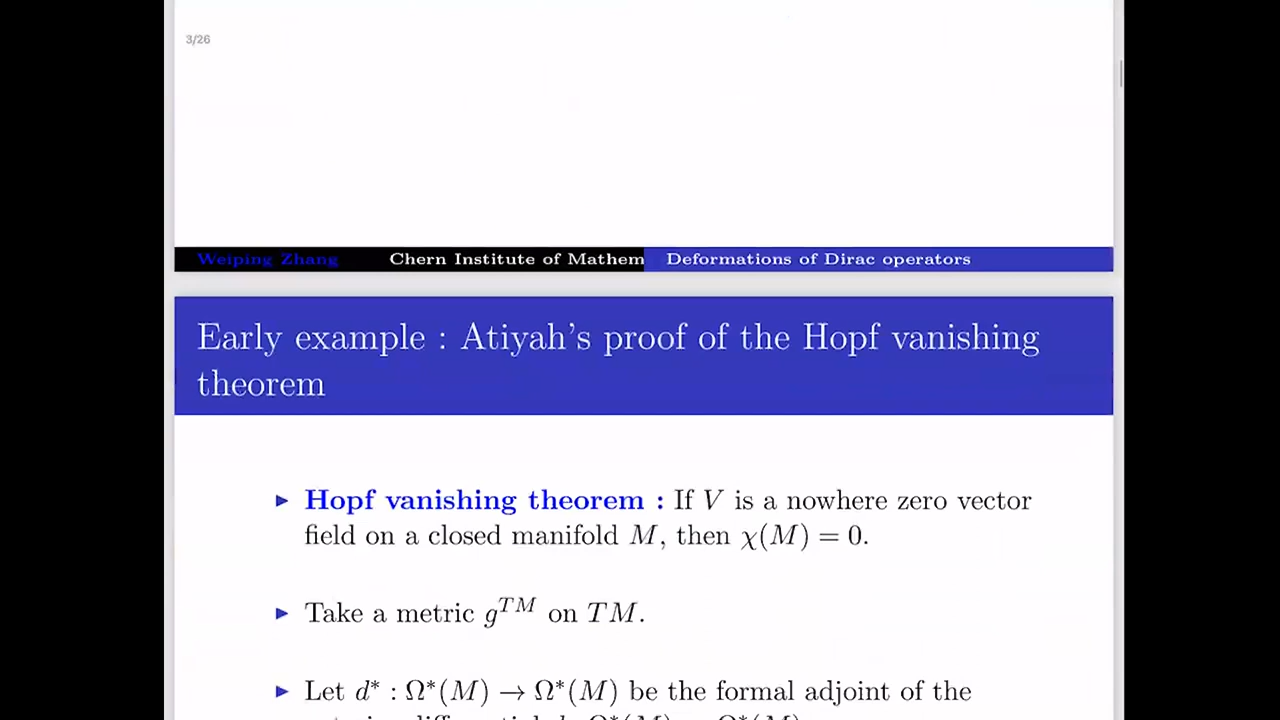 3/26
Weiping Zhang Chern Institute of Mathem Deformations of Dirac operators
Early example : Atiyah's proof of the Hopf vanishing
theorem
▶ Hopf vanishing theorem : If V is a nowhere zero vector
field on a closed manifold M, then χ(M) = 0.
▶ Take a metric g^{TM} on TM.
▶ Let d* : Ω*(M) → Ω*(M) be the formal adjoint of the